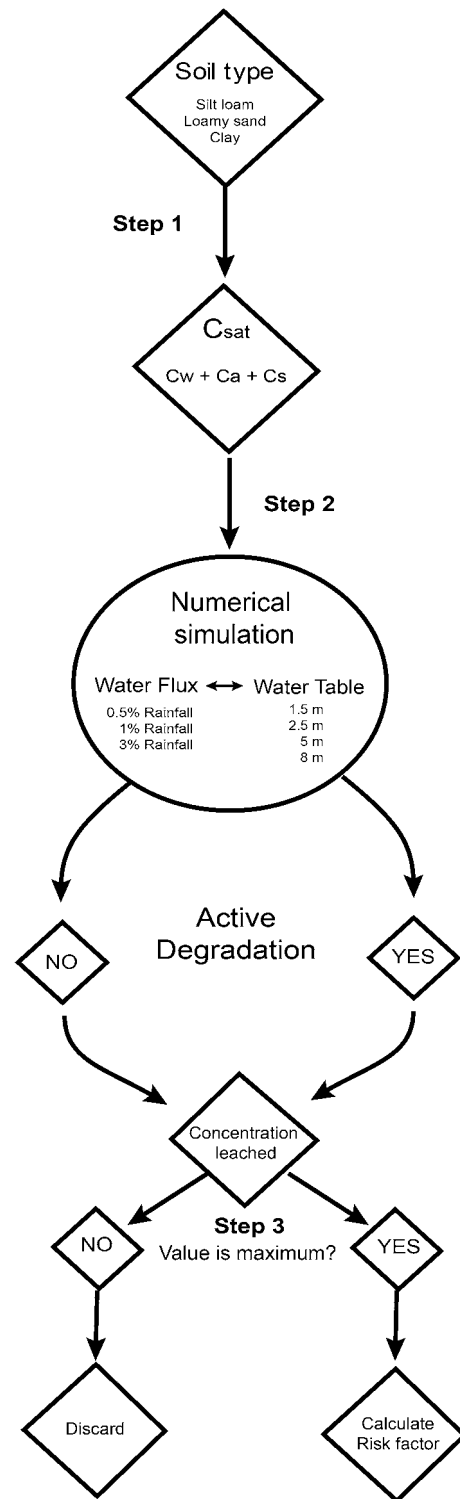 Soil type
Silt loam
Loamy sand
Clay
Step 1
Csat
Cw + Ca + Cs
Step 2
Numerical
simulation
Water Flux
0.5% Rainfall
1% Rainfall
3% Rainfall
Water Table
1.5 m
2.5 m
5 m
8 m
Active
Degradation
NO
YES
Concentration
leached
Step 3
Value is maximum?
NO
YES
Discard
Calculate
Risk factor